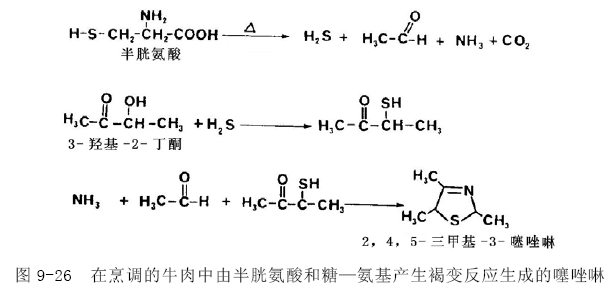 NH₂
H-S-CH₂-CH₂-COOH △ H₂S + H₃C-C-H + NH₃+CO₂
O
半胱氨酸
O OH
H₃C-C-CH-CH₃ +H₂S H₃C-C-CH-CH₃
O SH
3-羟基-2-丁酮
NH₃ + H₃C-C-H + H₃C-C-C-CH₃
O O SH
H₃C N
H₃C S CH₃
2，4，5-三甲基-3-噻唑啉
图 9-26 在烹调的牛肉中由半胱氨酸和糖—氨基产生褐变反应生成的噻唑啉